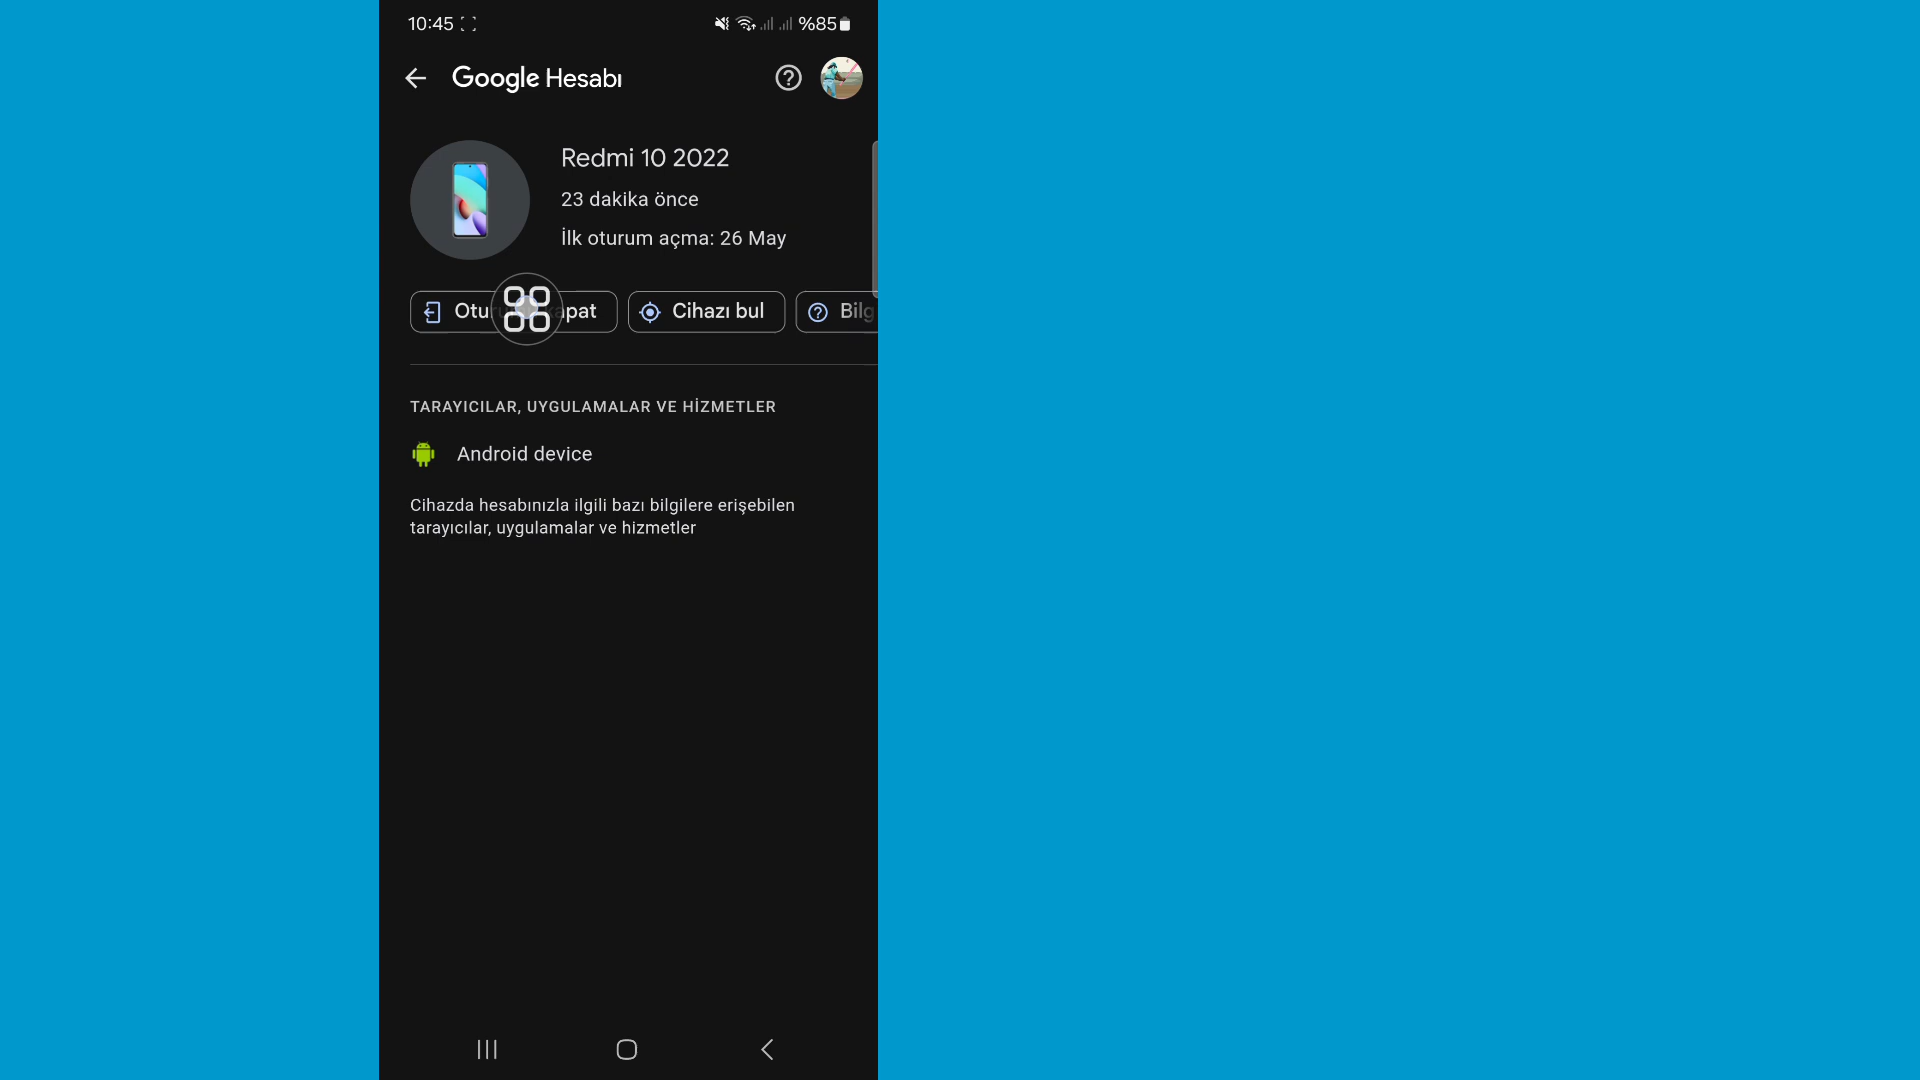 10:45 %85
Google Hesabı
Redmi 10 2022
23 dakika önce
İlk oturum açma: 26 May
Cihazı bul
TARAYICILAR, UYGULAMALAR VE HİZMETLER
Android device
Cihazda hesabınızla ilgili bazı bilgilere erişebilen
tarayıcılar, uygulamalar ve hizmetler